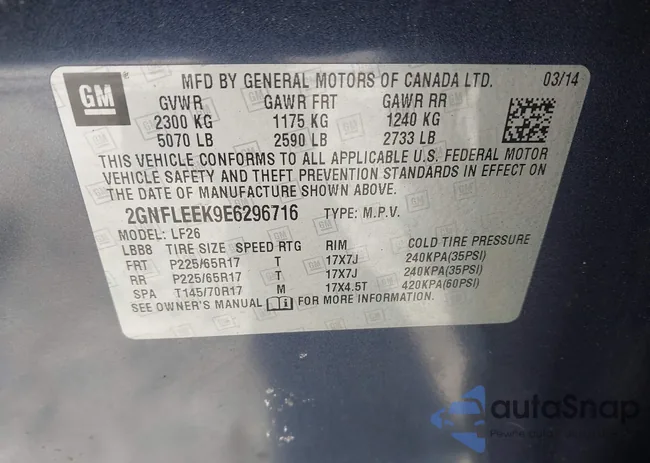 GM
MFD BY GENERAL MOTORS OF CANADA LTD. 03/14
GVWR GAWR FRT GAWR RR
2300 KG 1175 KG 1240 KG
5070 LB 2590 LB 2733 LB
THIS VEHICLE CONFORMS TO ALL APPLICABLE U.S. FEDERAL MOTOR
VEHICLE SAFETY AND THEFT PREVENTION STANDARDS IN EFFECT ON
THE DATE OF MANUFACTURE SHOWN ABOVE.
2GNFLEEK9E6296716 TYPE: M.P.V.
MODEL: LF26
LBB8 TIRE SIZE SPEED RTG RIM COLD TIRE PRESSURE
FRT P225/65R17 T 17X7J 240KPA(35PSI)
RR P225/65R17 T 17X7J 240KPA(35PSI)
SPA T145/70R17 M 17X4.5T 420KPA(60PSI)
SEE OWNER'S MANUAL FOR MORE INFORMATION.
autoSnap